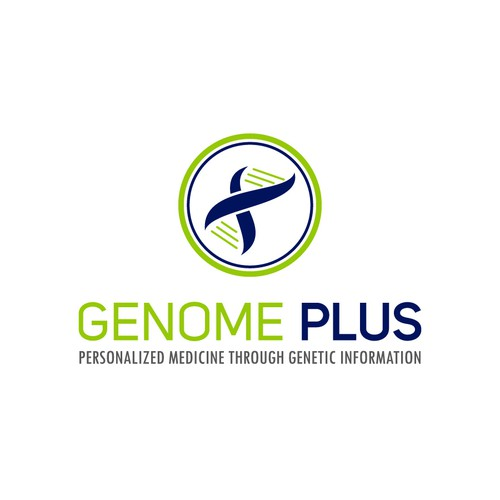 GENOME PLUS
PERSONALIZED MEDICINE THROUGH GENETIC INFORMATION